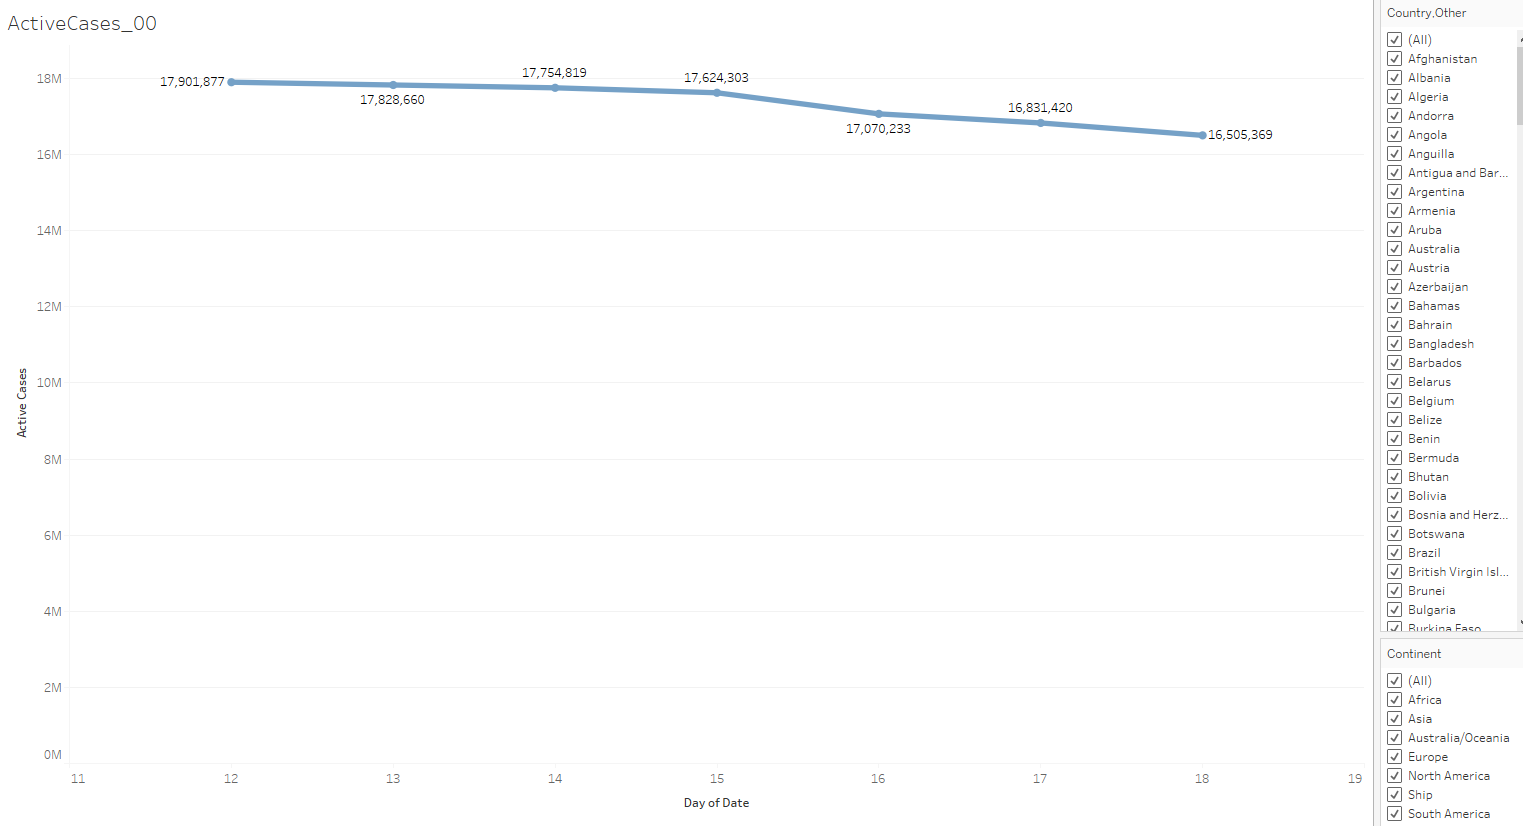 ActiveCases_00
18M
16M
14M
12M
10M
8M
6M
4M
2M
0M
Active Cases
17,901,877
17,828,660
17,754,819
17,624,303
17,070,233
16,831,420
16,505,369
11 12 13 14 15 16 17 18 19
Day of Date
Country,Other
(All)
Afghanistan
Albania
Algeria
Andorra
Angola
Anguilla
Antigua and Bar...
Argentina
Armenia
Aruba
Australia
Austria
Azerbaijan
Bahamas
Bahrain
Bangladesh
Barbados
Belarus
Belgium
Belize
Benin
Bermuda
Bhutan
Bolivia
Bosnia and Herz...
Botswana
Brazil
British Virgin Isl...
Brunei
Bulgaria
Burkina Faso
Continent
(All)
Africa
Asia
Australia/Oceania
Europe
North America
Ship
South America